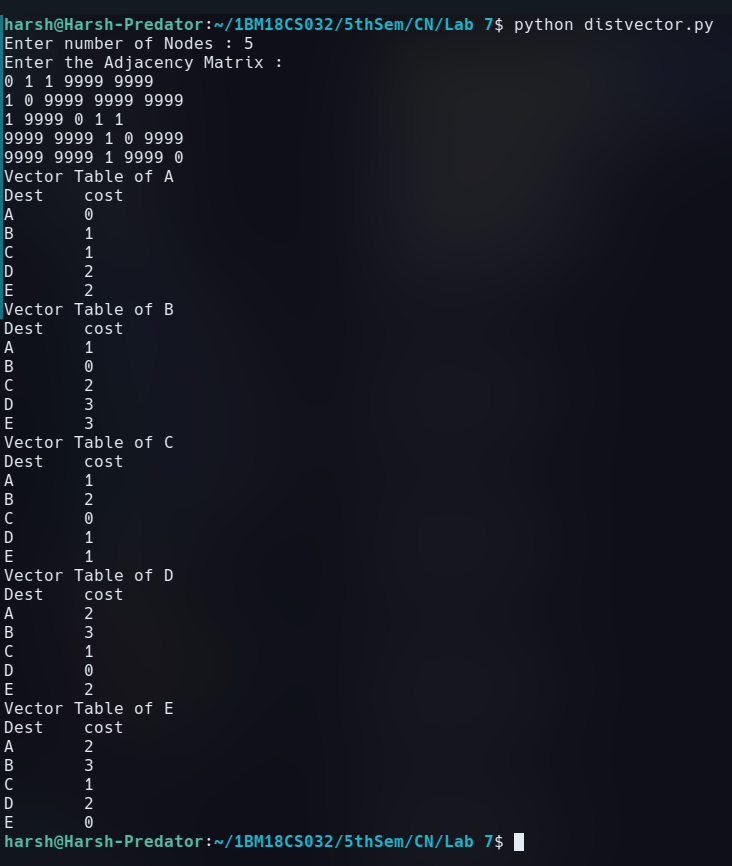 harsh@Harsh-Predator:~/1BM18CS032/5thSem/CN/Lab 7$ python distvector.py
Enter number of Nodes : 5
Enter the Adjacency Matrix :
0 1 1 9999 9999
1 0 9999 9999 9999
1 9999 0 1 1
9999 9999 1 0 9999
9999 9999 1 9999 0
Vector Table of A
Dest    cost
A       0
B       1
C       1
D       2
E       2
Vector Table of B
Dest    cost
A       1
B       0
C       2
D       3
E       3
Vector Table of C
Dest    cost
A       1
B       2
C       0
D       1
E       1
Vector Table of D
Dest    cost
A       2
B       3
C       1
D       0
E       2
Vector Table of E
Dest    cost
A       2
B       3
C       1
D       2
E       0
harsh@Harsh-Predator:~/1BM18CS032/5thSem/CN/Lab 7$